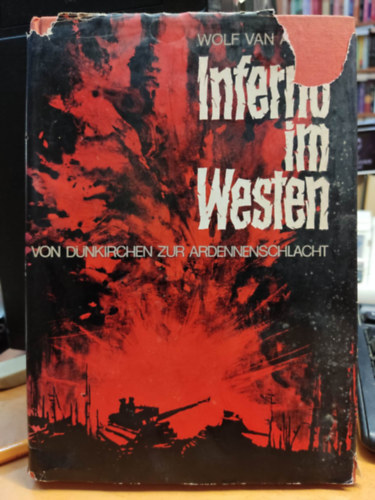 WOLF VAN
Inferno
im
Westen
VON DÜNKIRCHEN ZUR ARDENNENSCHLACHT